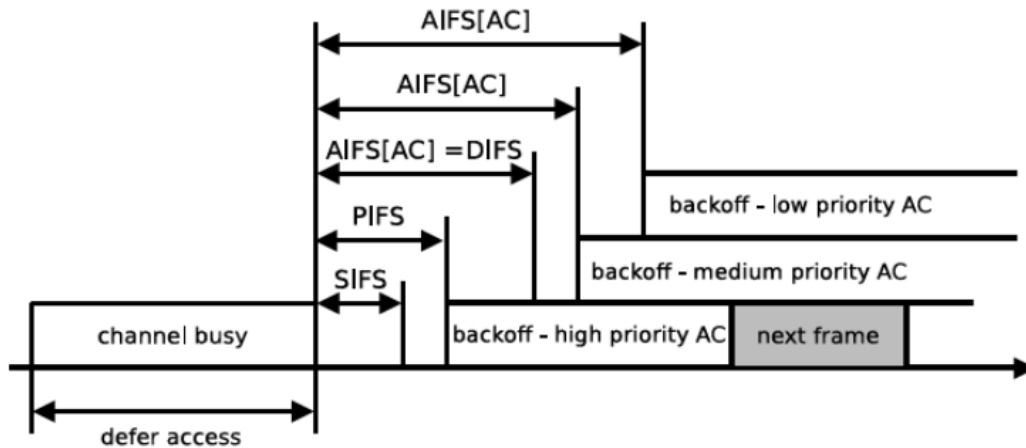 AIFS[AC]
AIFS[AC]
AIFS[AC] =DIFS
PIFS
SIFS
backoff - low priority AC
backoff - medium priority AC
channel busy
backoff - high priority AC
next frame
defer access